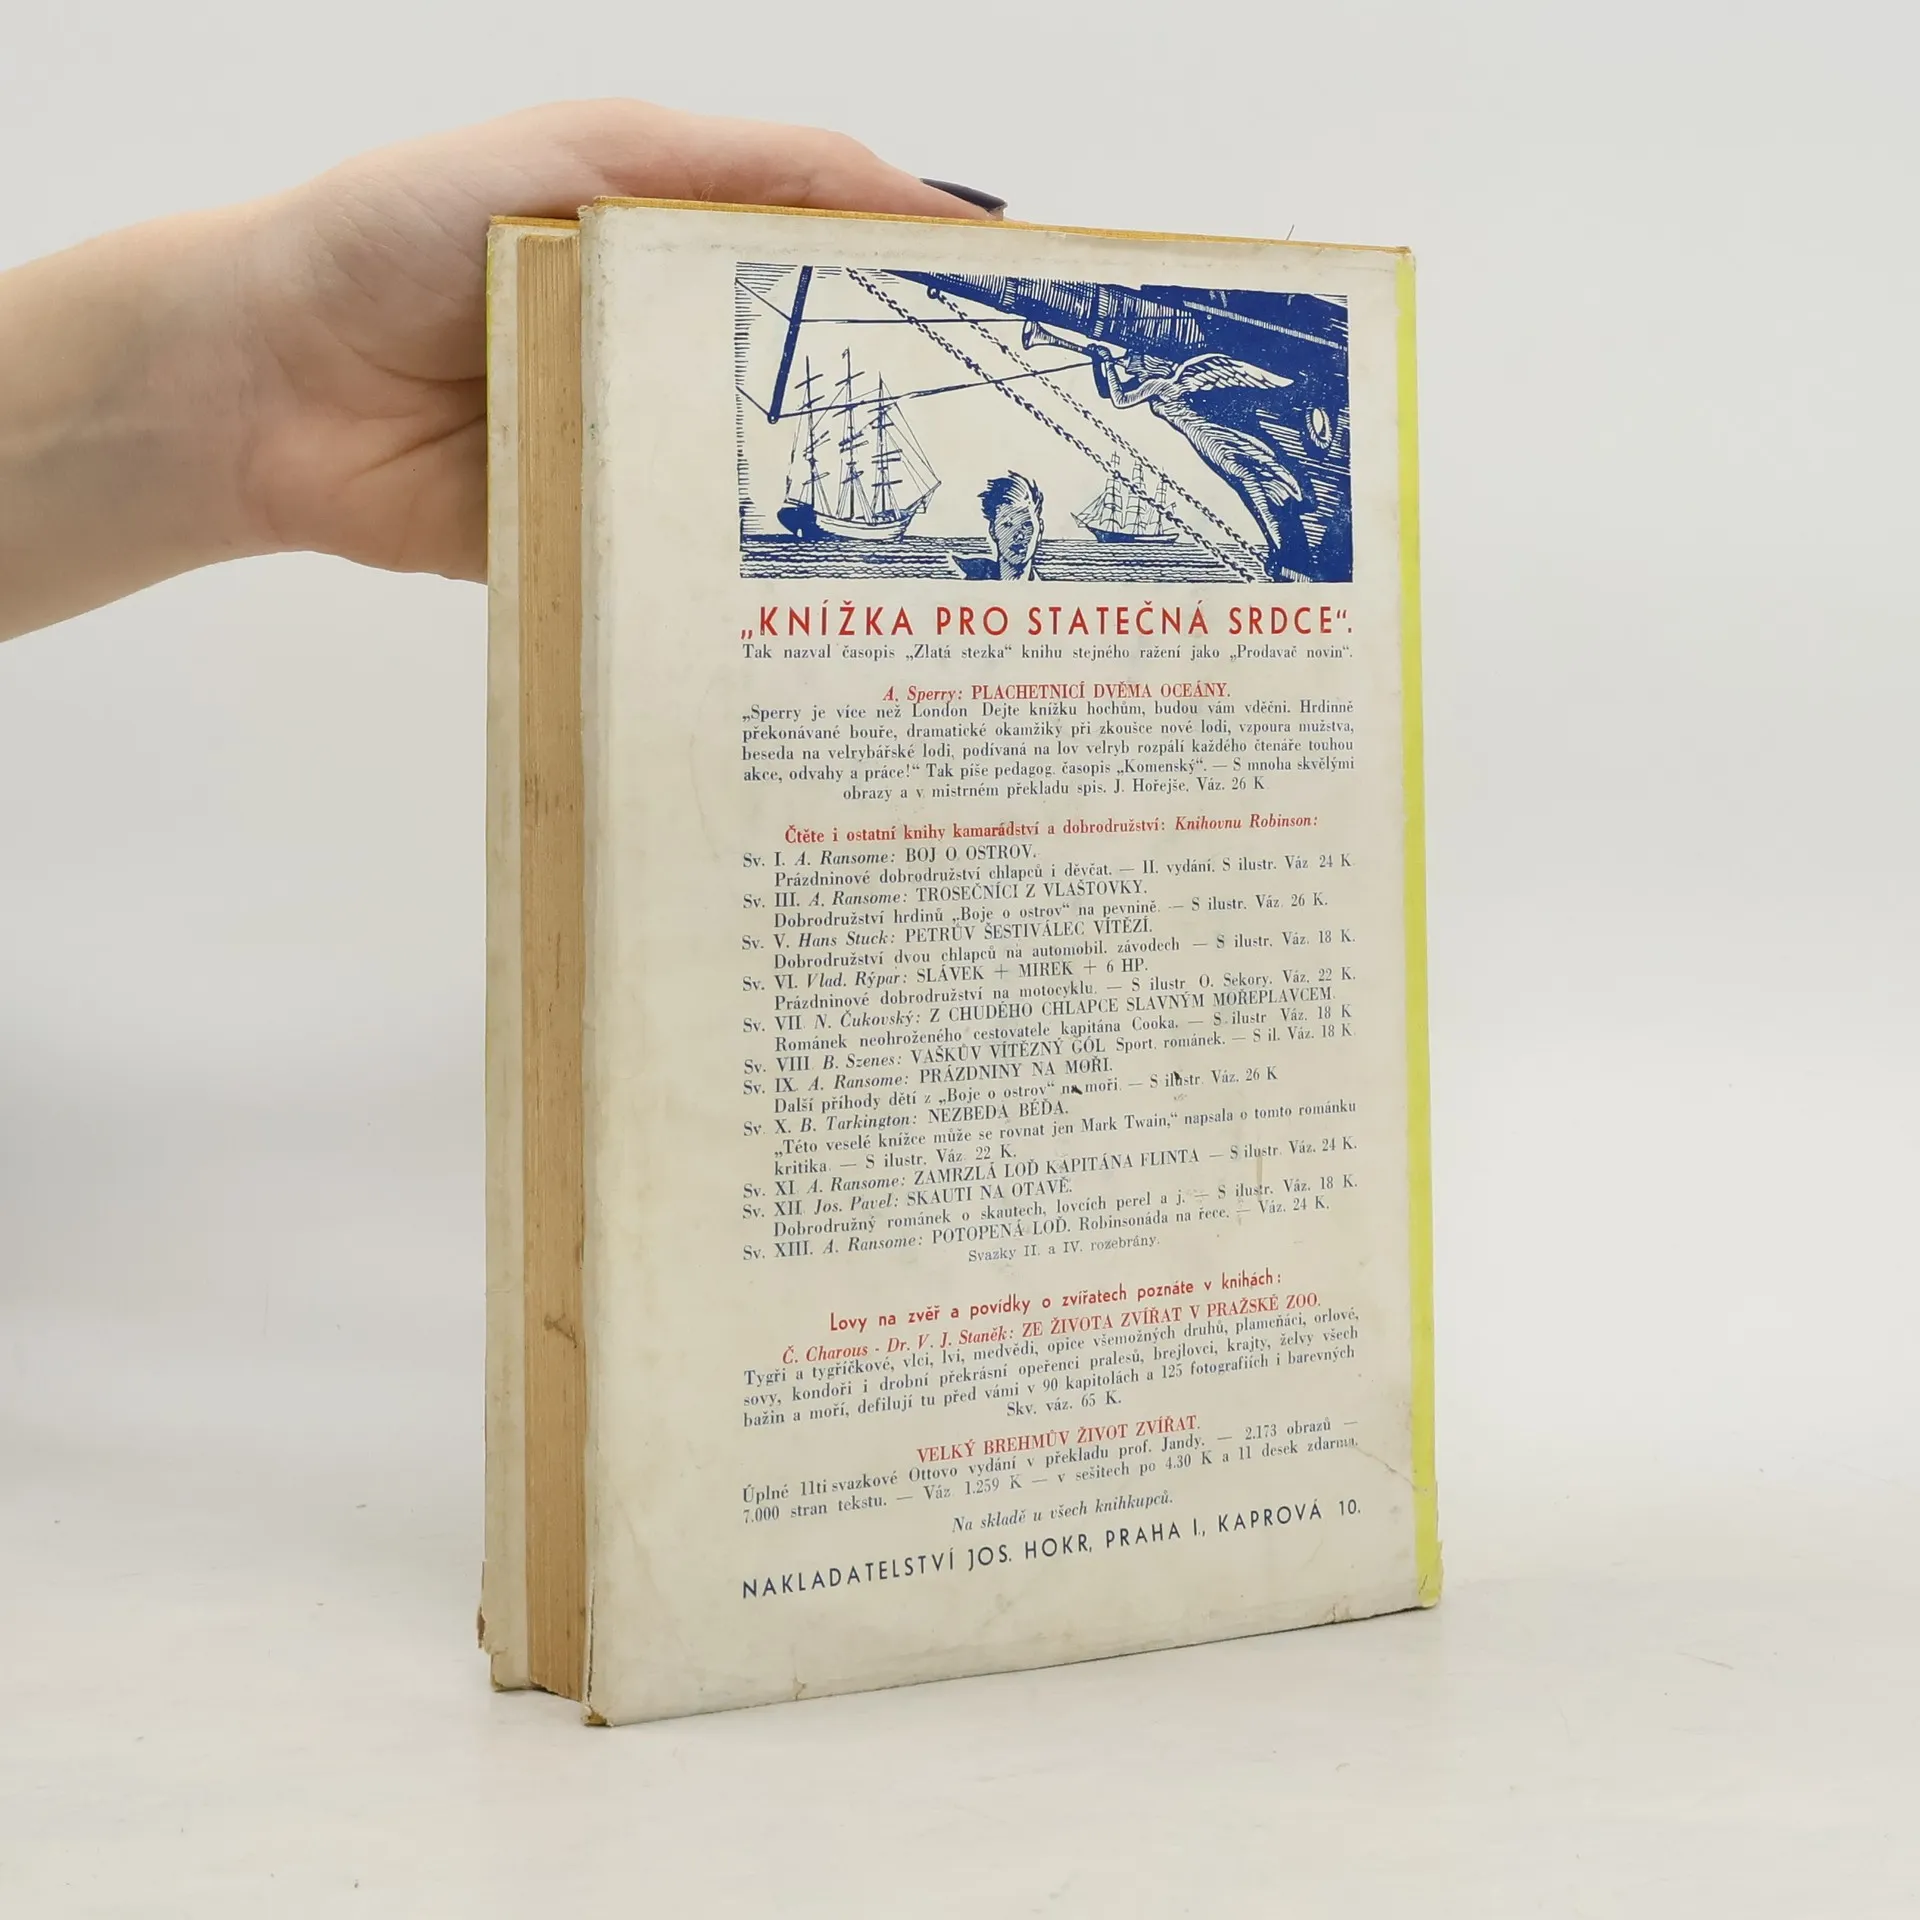 „KNÍŽKA PRO STATEČNÁ SRDCE“.
Tak nazval časopis „Zlatá stezka“ knihu stejného ražení jako „Prodavač novin“.
A. Sperry: PLACHETNICÍ DVĚMA OCEÁNY.
„Sperry je více než London Dejte knížku hochům, budou vám vděčni. Hrdinně
překonávané bouře, dramatické okamžiky při zkoušce nové lodi, vzpoura mužstva,
beseda na velrybářské lodi, podívaná na lov velryb rozpálí každého čtenáře touhou
akce, odvahy a práce!“ Tak píše pedagog. časopis „Komenský“. — S mnoha skvělými
obrazy a v mistrném překladu spis. J. Hořejše. Váz. 26 K
Čtěte i ostatní knihy kamarádství a dobrodružství: Knihovnu Robinson:
Sv. I. A. Ransome: BOJ O OSTROV.
Prázdninové dobrodružství chlapců i děvčat. — II. vydání. S ilustr. Váz 24 K
Sv. III. A. Ransome: TROSEČNÍCI Z VLAŠTOVKY.
Dobrodružství hrdinů „Boje o ostrov“ na pevnině. — S ilustr. Váz. 26 K.
Sv. V. Hans Stuck: PETRŮV ŠESTIVÁLEC VÍTĚZÍ.
Dobrodružství dvou chlapců na automobil. závodech — S ilustr. Váz. 18 K.
Sv. VI. Vlad. Rýpar: SLÁVEK + MIREK + 6 HP.
Prázdninové dobrodružství na motocyklu. — S ilustr O. Sekory. Váz. 22 K.
Sv. VII N. Čukovský: Z CHUDÉHO CHLAPCE SLAVNÝM MOŘEPLAVCEM.
Románek neohroženého cestovatele kapitána Cooka. — S ilustr Váz. 18 K
Sv. VIII B. Szenes: VAŠKŮV VÍTĚZNÝ GÓL Sport. románek. — S il. Váz. 18 K
Sv. IX. A. Ransome: PRÁZDNINY NA MOŘI.
Další příhody dětí z „Boje o ostrov“ na moři. — S ilustr. Váz. 26 K
Sv. X. B. Tarkington: NEZBEDA BÉĎA.
„Této veselé knížce může se rovnat jen Mark Twain,“ napsala o tomto románku
kritika. — S ilustr. Váz. 22 K.
Sv. XI. A. Ransome: ZAMRZLÁ LOĎ KAPITÁNA FLINTA — S ilustr. Váz. 24 K.
Sv. XII. Jos. Pavel: SKAUTI NA OTAVĚ.
Dobrodružný románek o skautech, lovcích perel a j. — S ilustr. Váz. 18 K.
Sv. XIII. A. Ransome: POTOPENÁ LOĎ. Robinsonáda na řece. — Váz. 24 K.
Svazky II. a IV. rozebrány.
Lovy na zvěř a povídky o zvířatech poznáte v knihách:
Č. Charous - Dr. V. J. Staněk: ZE ŽIVOTA ZVÍŘAT V PRAŽSKÉ ZOO.
Tygři a tygříčkové, vlci, lvi, medvědi, opice všemožných druhů, plameňáci, orlové,
sovy, kondoři i drobní překrásní opeřenci pralesů, brejlovci, krajty, želvy všech
bažin a moří, defilují tu před vámi v 90 kapitolách a 125 fotografiích i barevných
Skv. váz. 65 K.
VELKÝ BREHMŮV ŽIVOT ZVÍŘAT.
Úplné 11ti svazkové Ottovo vydání v překladu prof. Jandy. — 2.173 obrazů —
7.000 stran tekstu. — Váz 1.259 K — v sešitech po 4.30 K a 11 desek zdarma.
Na skladě u všech knihkupců.
NAKLADATELSTVÍ JOS. HOKR, PRAHA I., KAPROVÁ 10.